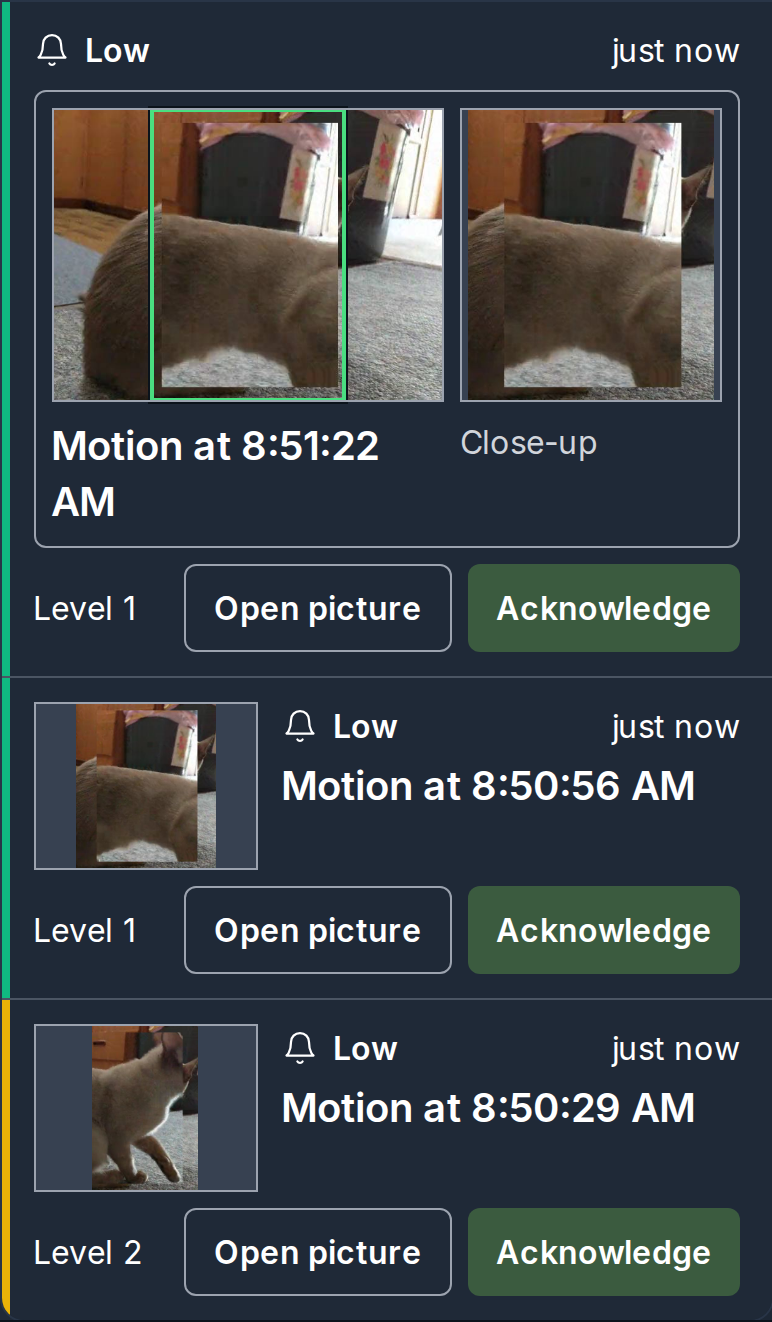 Low
just now
Motion at 8:51:22
AM
Close-up
Level 1
Open picture
Acknowledge
Low
just now
Motion at 8:50:56 AM
Level 1
Open picture
Acknowledge
Low
just now
Motion at 8:50:29 AM
Level 2
Open picture
Acknowledge